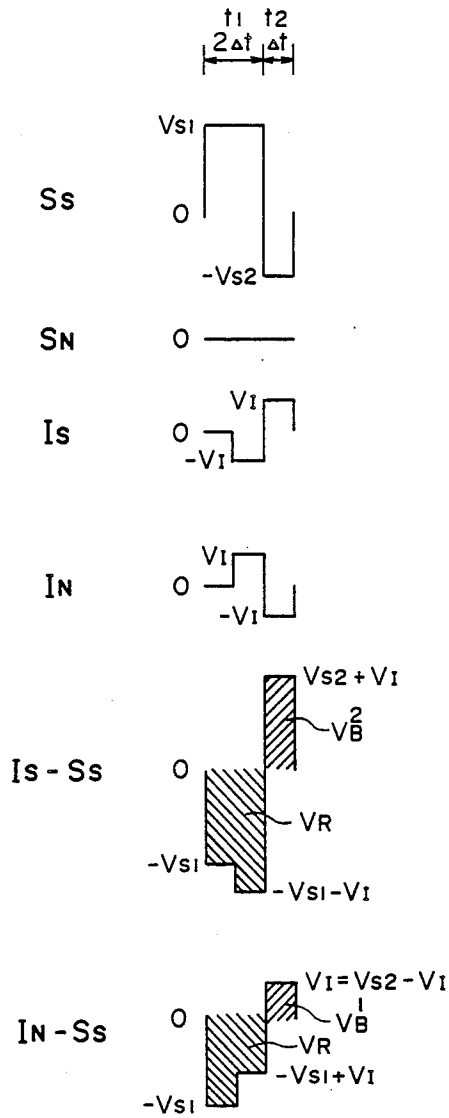 t1 t2
2Δt Δt
Vs1
Ss
0
-Vs2
SN 0
VI
Is 0
-VI
VI
IN 0
-VI
Vs2 + VI
VB2
Is - Ss 0
VR
-Vs1
-Vs1 - VI
VI = Vs2 - VI
0
VB1
IN - Ss
VR
-Vs1 + VI
-Vs1